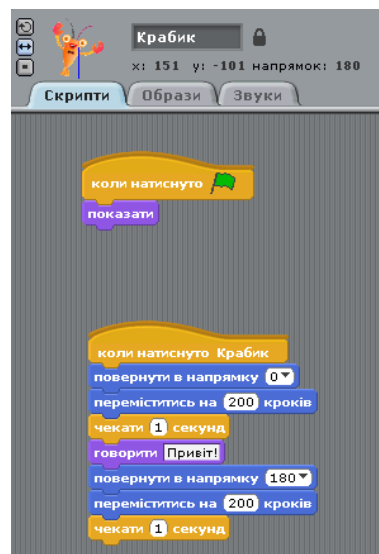 Крабик
x: 151 y: -101 напрямок: 180
Скрипти Образи Звуки
коли натиснуто
показати
коли натиснуто Крабик
повернути в напрямку 0
переміститись на 200 кроків
чекати 1 секунд
говорити Привіт!
повернути в напрямку 180
переміститись на 200 кроків
чекати 1 секунд